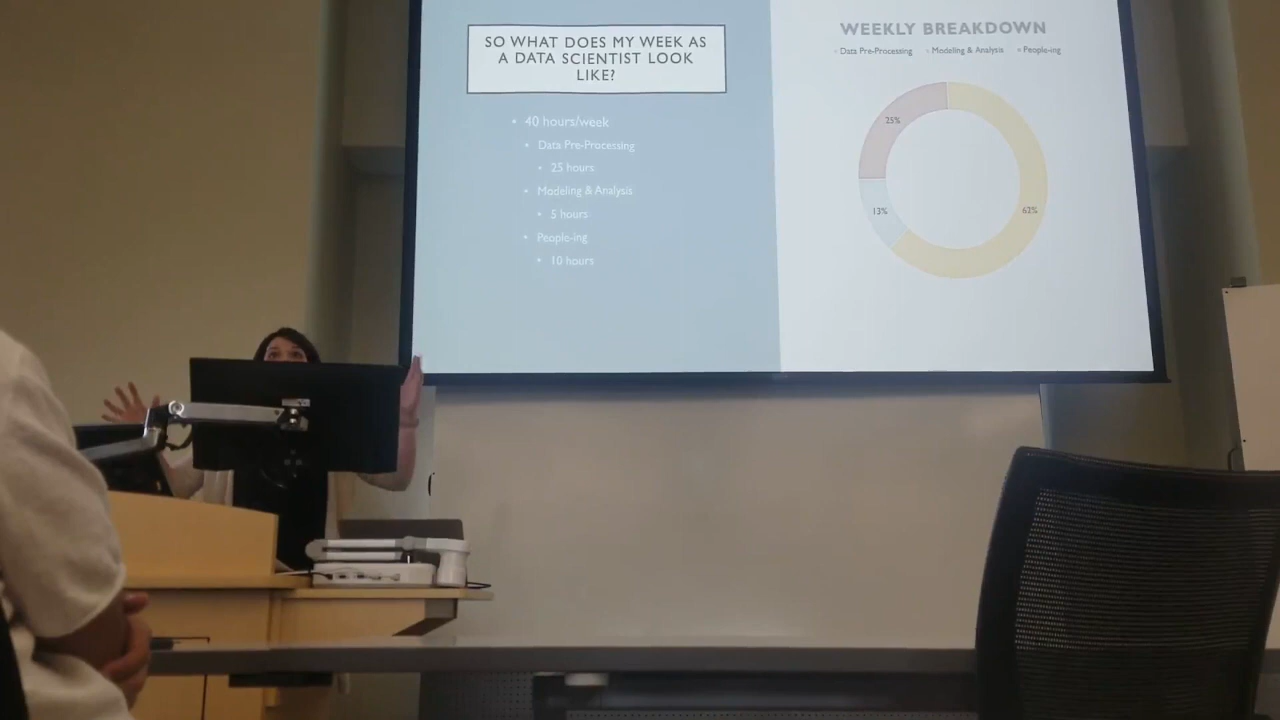 SO WHAT DOES MY WEEK AS
A DATA SCIENTIST LOOK
LIKE?
• 40 hours/week
• Data Pre-Processing
• 25 hours
• Modeling & Analysis
• 5 hours
• People-ing
• 10 hours
WEEKLY BREAKDOWN
Data Pre-Processing Modeling & Analysis People-ing
25%
13%
62%